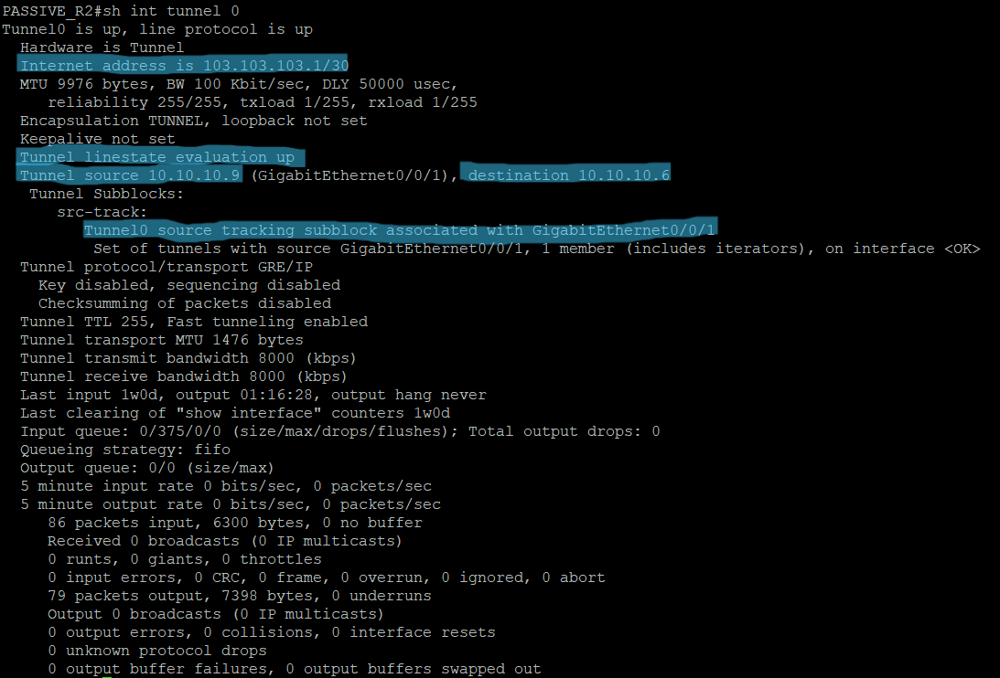 PASSIVE_R2#sh int tunnel 0
Tunnel0 is up, line protocol is up
Hardware is Tunnel
Internet address is 103.103.103.1/30
MTU 9976 bytes, BW 100 Kbit/sec, DLY 50000 usec,
reliability 255/255, txload 1/255, rxload 1/255
Encapsulation TUNNEL, loopback not set
Keepalive not set
Tunnel linestate evaluation up
Tunnel source 10.10.10.9 (GigabitEthernet0/0/1), destination 10.10.10.6
Tunnel Subblocks:
src-track:
Tunnel0 source tracking subblock associated with GigabitEthernet0/0/1
Set of tunnels with source GigabitEthernet0/0/1, 1 member (includes iterators), on interface <OK>
Tunnel protocol/transport GRE/IP
Key disabled, sequencing disabled
Checksumming of packets disabled
Tunnel TTL 255, Fast tunneling enabled
Tunnel transport MTU 1476 bytes
Tunnel transmit bandwidth 8000 (kbps)
Tunnel receive bandwidth 8000 (kbps)
Last input 1w0d, output 01:16:28, output hang never
Last clearing of "show interface" counters 1w0d
Input queue: 0/375/0/0 (size/max/drops/flushes); Total output drops: 0
Queueing strategy: fifo
Output queue: 0/0 (size/max)
5 minute input rate 0 bits/sec, 0 packets/sec
5 minute output rate 0 bits/sec, 0 packets/sec
86 packets input, 6300 bytes, 0 no buffer
Received 0 broadcasts (0 IP multicasts)
0 runts, 0 giants, 0 throttles
0 input errors, 0 CRC, 0 frame, 0 overrun, 0 ignored, 0 abort
79 packets output, 7398 bytes, 0 underruns
Output 0 broadcasts (0 IP multicasts)
0 output errors, 0 collisions, 0 interface resets
0 unknown protocol drops
0 output buffer failures, 0 output buffers swapped out